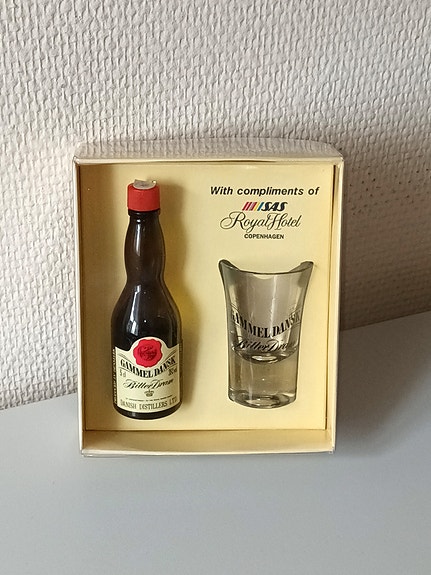 With compliments of
SAS
Royal Hotel
COPENHAGEN
GAMMEL DANSK
Bitter Dram
GAMMEL DANSK
Bitter Dram
DANISH DISTILLERS LTD.